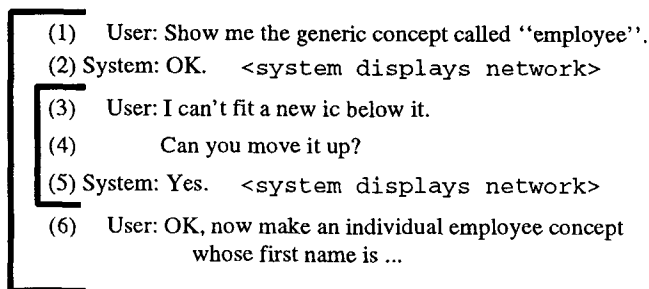 (1) User: Show me the generic concept called ‘‘employee’’.
(2) System: OK. <system displays network>
(3) User: I can’t fit a new ic below it.
(4) Can you move it up?
(5) System: Yes. <system displays network>
(6) User: OK, now make an individual employee concept
whose first name is ...